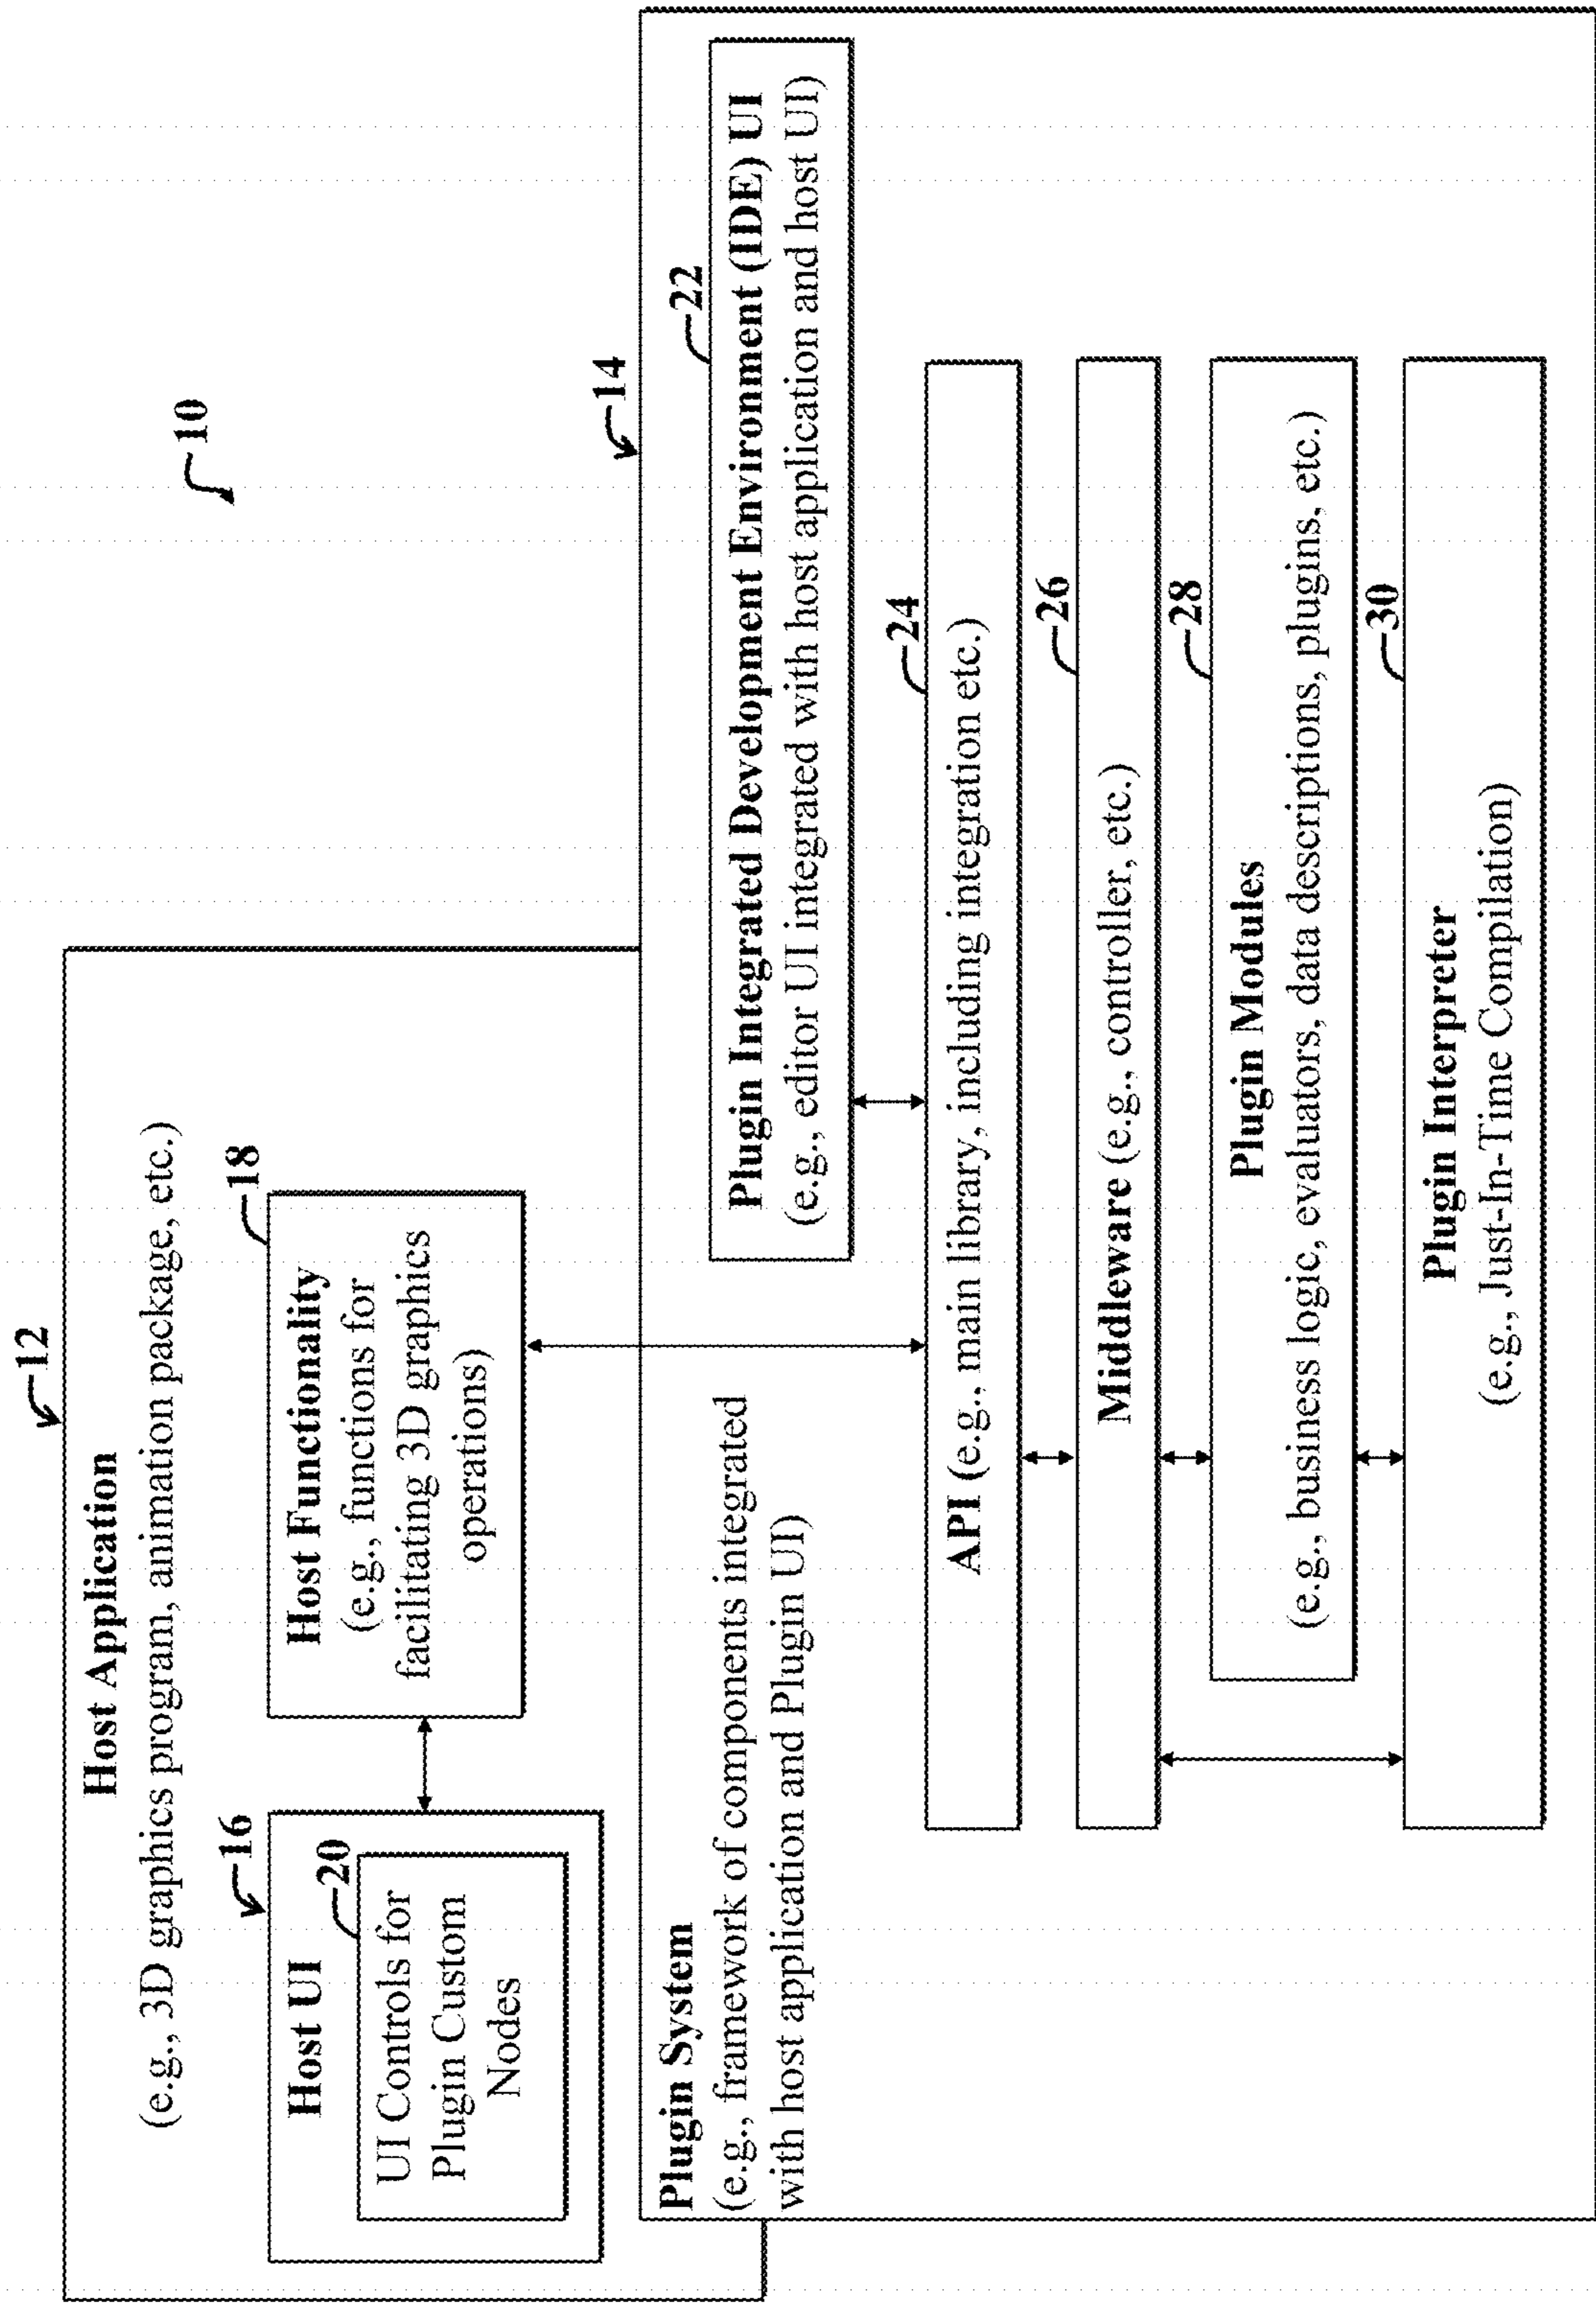 10
12
Host Application
(e.g., 3D graphics program, animation package, etc.)
16
Host UI
20
UI Controls for
Plugin Custom
Nodes
18
Host Functionality
(e.g., functions for
facilitating 3D graphics
operations)
14
Plugin System
(e.g., framework of components integrated
with host application and Plugin UI)
22
Plugin Integrated Development Environment (IDE) UI
(e.g., editor UI integrated with host application and host UI)
24
API (e.g., main library, including integration etc.)
26
Middleware (e.g., controller, etc.)
28
Plugin Modules
(e.g., business logic, evaluators, data descriptions, plugins, etc.)
30
Plugin Interpreter
(e.g., Just-In-Time Compilation)